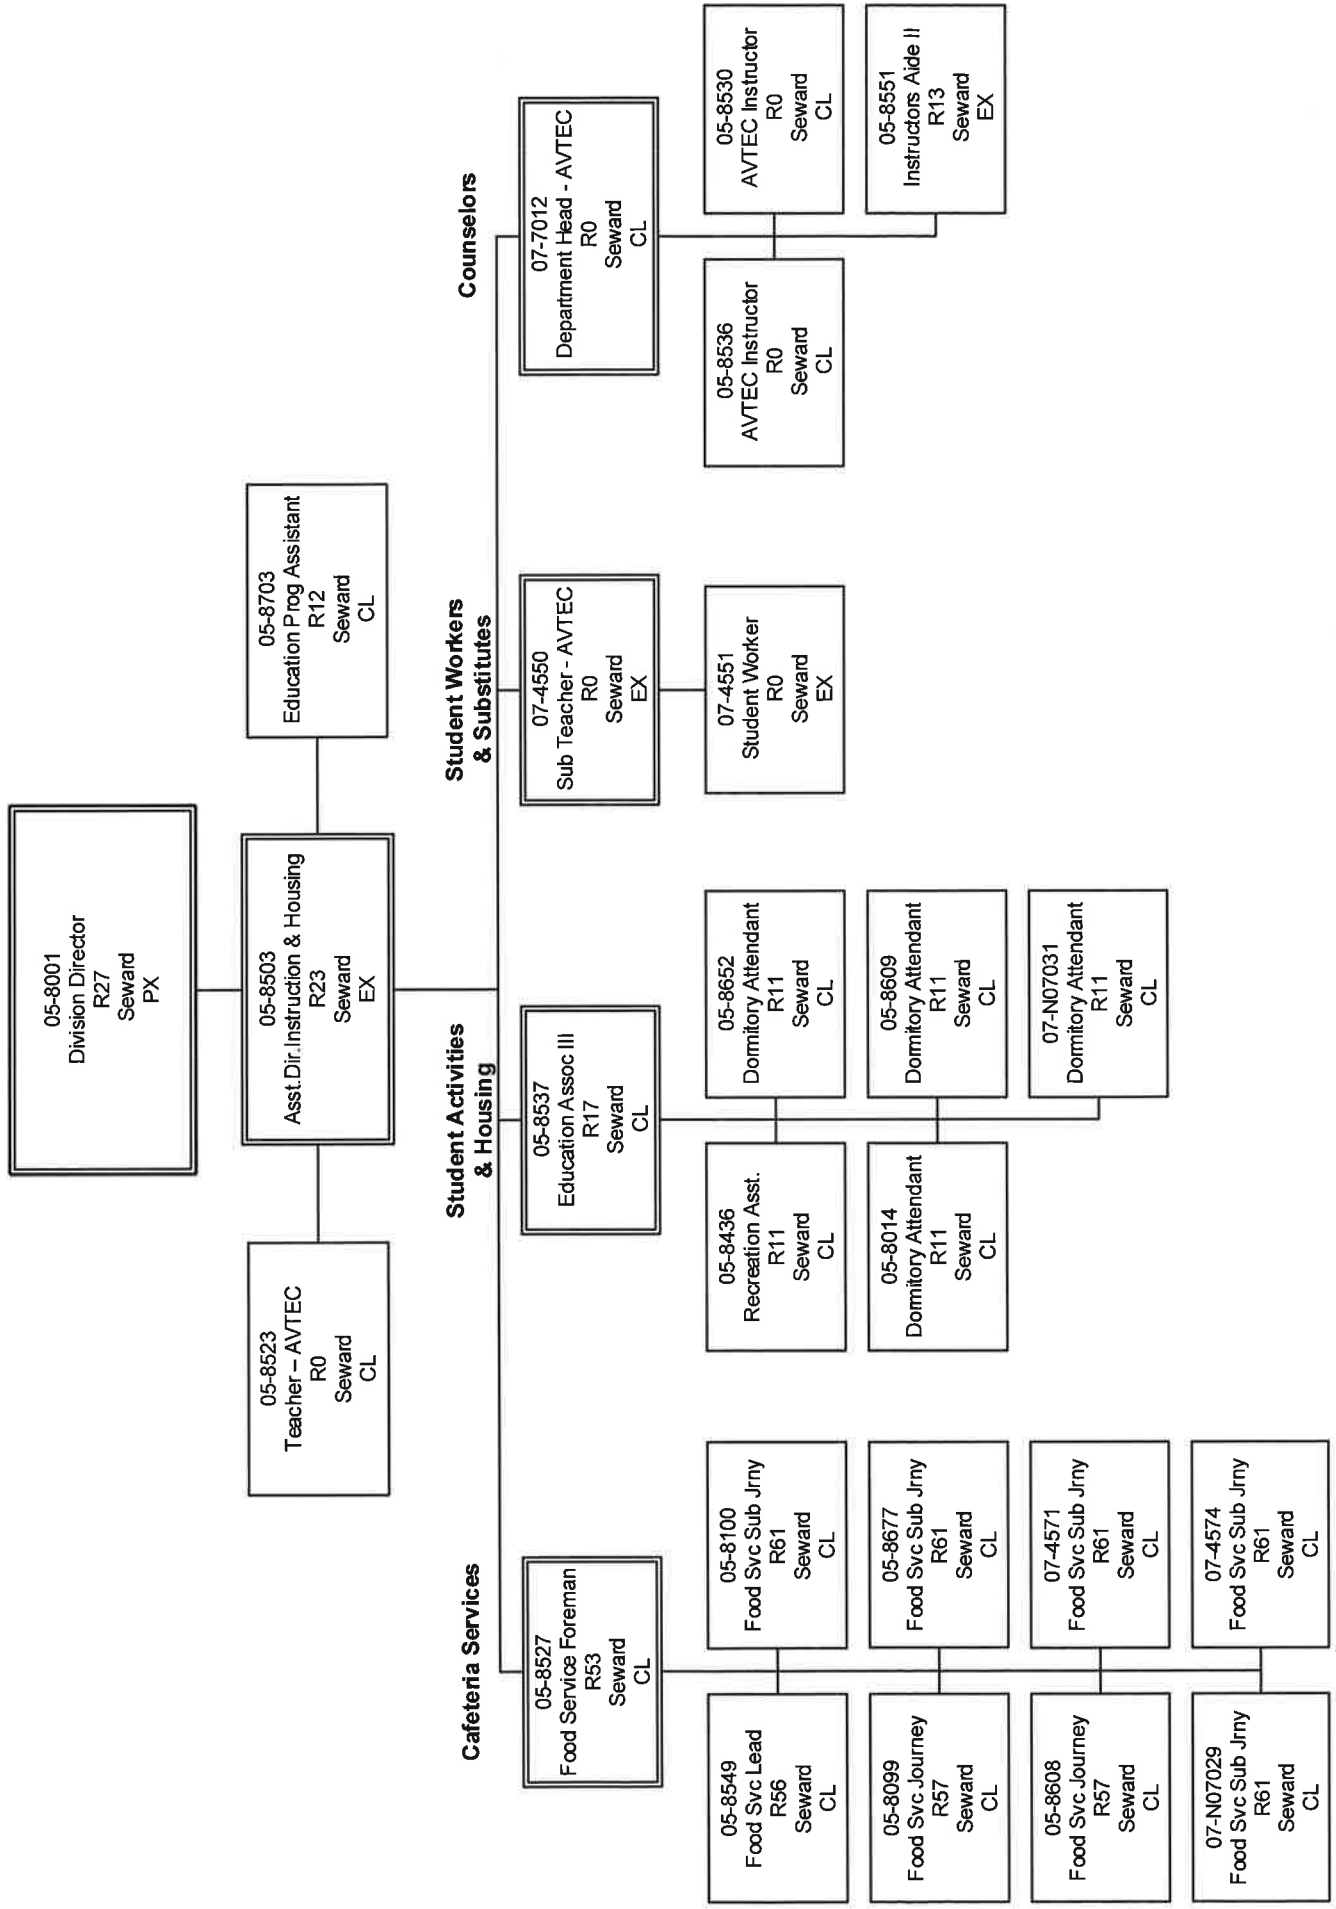 05-8001
Division Director
R27
Seward
PX
05-8523
Teacher – AVTEC
R0
Seward
CL
05-8503
Asst.Dir.Instruction & Housing
R23
Seward
EX
05-8703
Education Prog Assistant
R12
Seward
CL
Cafeteria Services
05-8527
Food Service Foreman
R53
Seward
CL
05-8549
Food Svc Lead
R56
Seward
CL
05-8100
Food Svc Sub Jrny
R61
Seward
CL
05-8099
Food Svc Journey
R57
Seward
CL
05-8677
Food Svc Sub Jrny
R61
Seward
CL
05-8608
Food Svc Journey
R57
Seward
CL
07-4571
Food Svc Sub Jrny
R61
Seward
CL
07-N07029
Food Svc Sub Jrny
R61
Seward
CL
07-4574
Food Svc Sub Jrny
R61
Seward
CL
Student Activities
& Housing
05-8537
Education Assoc III
R17
Seward
CL
05-8436
Recreation Asst.
R11
Seward
CL
05-8652
Dormitory Attendant
R11
Seward
CL
05-8014
Dormitory Attendant
R11
Seward
CL
05-8609
Dormitory Attendant
R11
Seward
CL
07-N07031
Dormitory Attendant
R11
Seward
CL
Student Workers
& Substitutes
07-4550
Sub Teacher - AVTEC
R0
Seward
EX
07-4551
Student Worker
R0
Seward
EX
Counselors
07-7012
Department Head - AVTEC
R0
Seward
CL
05-8536
AVTEC Instructor
R0
Seward
CL
05-8530
AVTEC Instructor
R0
Seward
CL
05-8551
Instructors Aide II
R13
Seward
EX